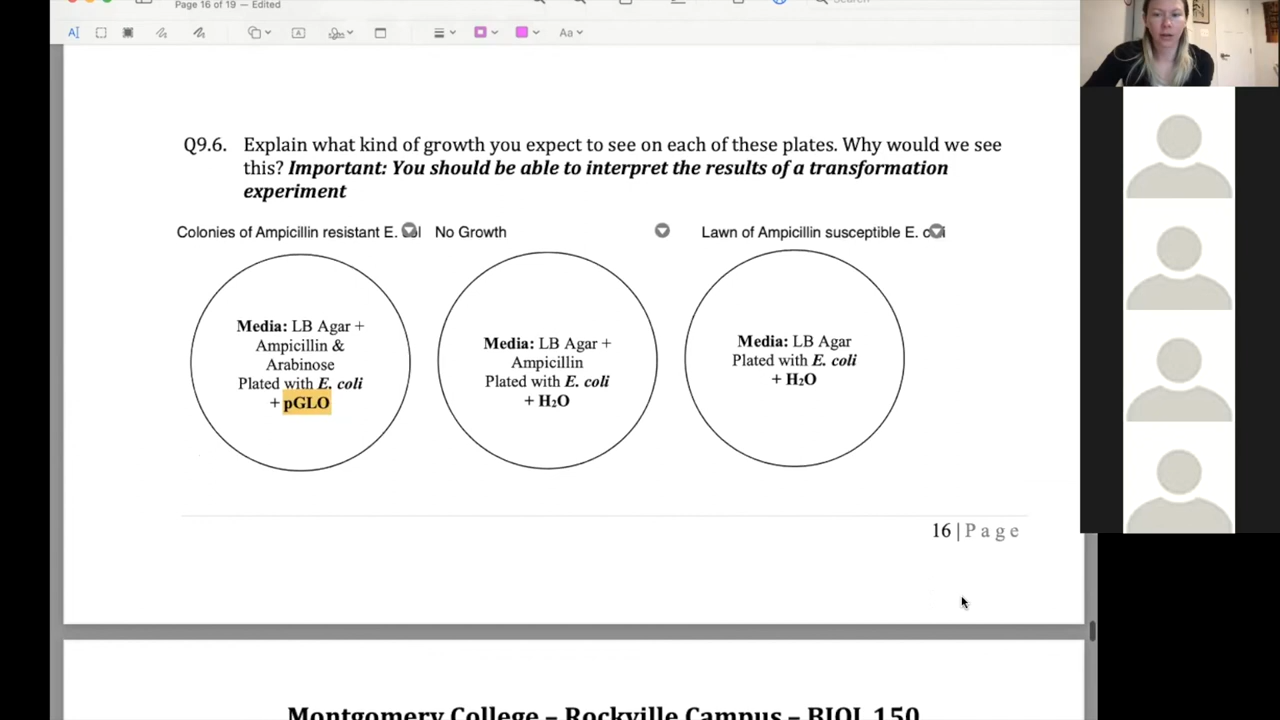 Page 16 of 19 — Edited
Search
Aa
Q9.6. Explain what kind of growth you expect to see on each of these plates. Why would we see
this? Important: You should be able to interpret the results of a transformation
experiment
Colonies of Ampicillin resistant E.
No Growth
Lawn of Ampicillin susceptible E.
Media: LB Agar +
Ampicillin &
Arabinose
Plated with E. coli
+ pGLO
Media: LB Agar +
Ampicillin
Plated with E. coli
+ H₂O
Media: LB Agar
Plated with E. coli
+ H₂O
16 | Page
Montgomery College – Rockville Campus – BIOL 150